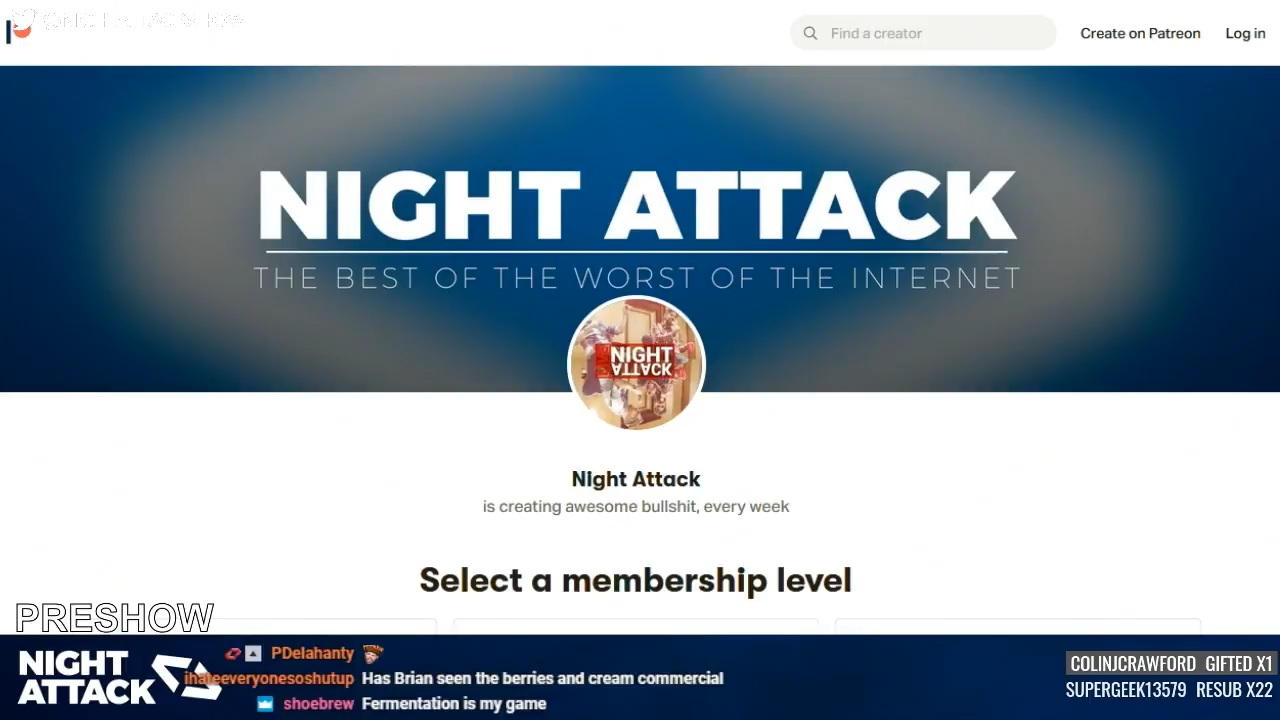 Find a creator
Create on Patreon
Log in
NIGHT ATTACK
THE BEST OF THE WORST OF THE INTERNET
NIGHT
ATTACK
Night Attack
is creating awesome bullshit, every week
Select a membership level
PRESHOW
NIGHT
ATTACK
PDelahanty
ihateeveryonesoshutup Has Brian seen the berries and cream commercial
shoebrew Fermentation is my game
COLINJCRAWFORD GIFTED X1
SUPERGEEK13579 RESUB X22